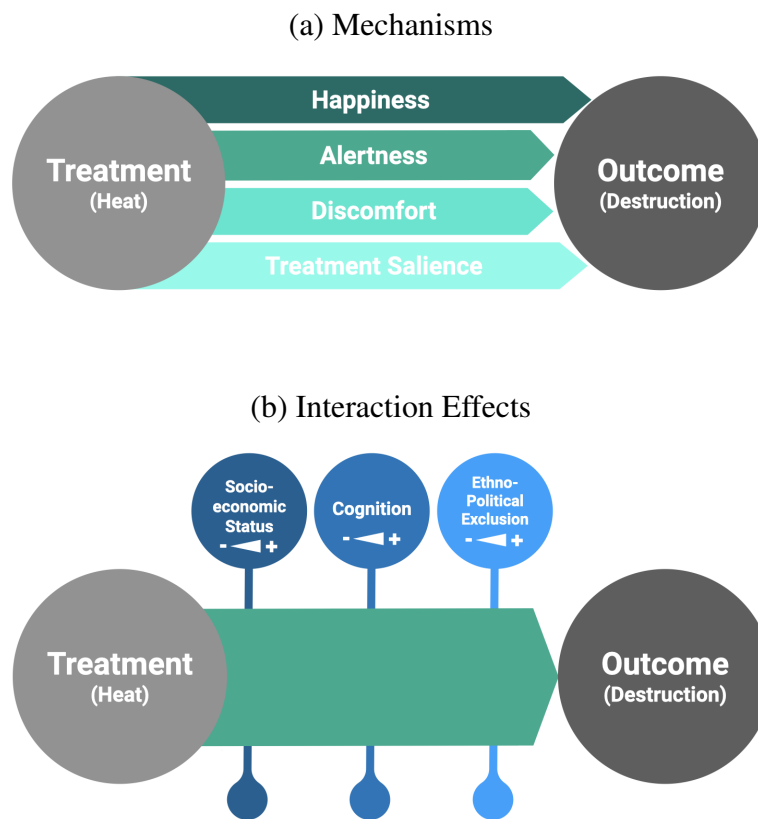 (a) Mechanisms
Happiness
Treatment
(Heat)
Alertness
Discomfort
Treatment Salience
Outcome
(Destruction)
(b) Interaction Effects
Socio-
economic
Status
- +
Cognition
- +
Ethno-
Political
Exclusion
- +
Treatment
(Heat)
Outcome
(Destruction)